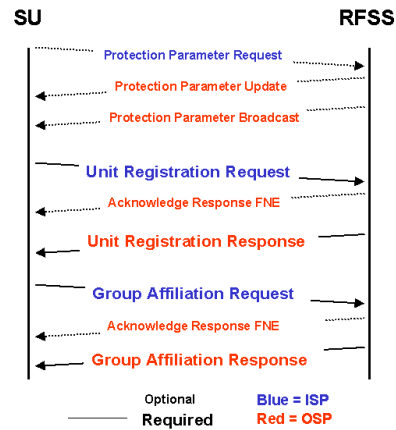 SU RFSS
Protection Parameter Request
Protection Parameter Update
Protection Parameter Broadcast
Unit Registration Request
Acknowledge Response FNE
Unit Registration Response
Group Affiliation Request
Acknowledge Response FNE
Group Affiliation Response
Optional Blue = ISP
Required Red = OSP